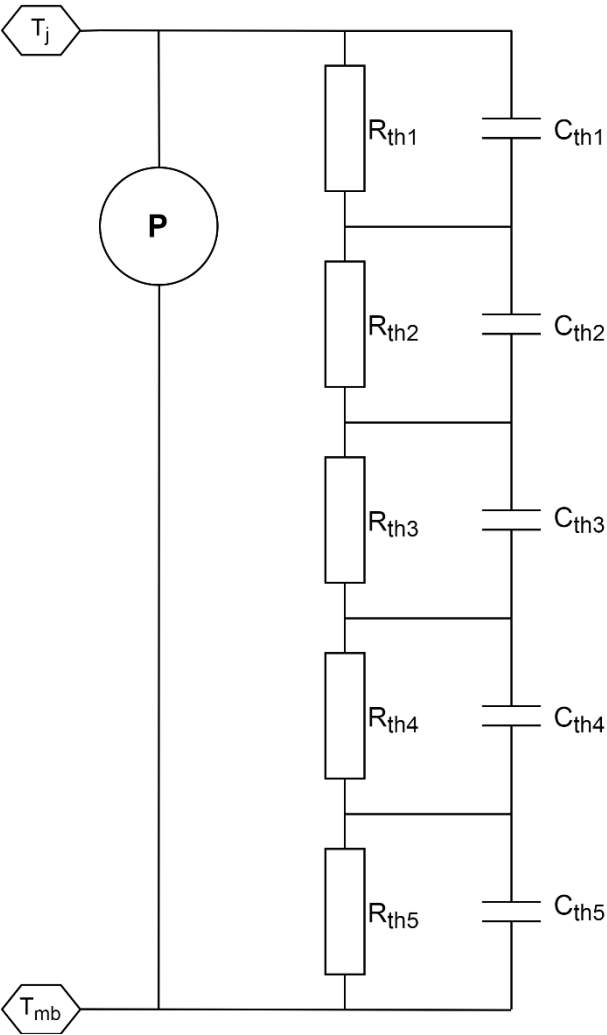 Tj
Rth1 Cth1
P
Rth2 Cth2
Rth3 Cth3
Rth4 Cth4
Rth5 Cth5
Tmb